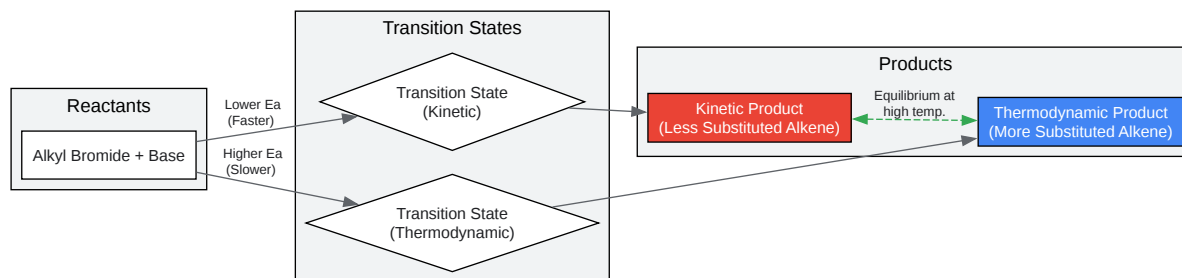 Reactants
Alkyl Bromide + Base
Lower Ea
(Faster)
Higher Ea
(Slower)
Transition States
Transition State
(Kinetic)
Transition State
(Thermodynamic)
Products
Kinetic Product
(Less Substituted Alkene)
Equilibrium at
high temp.
Thermodynamic Product
(More Substituted Alkene)